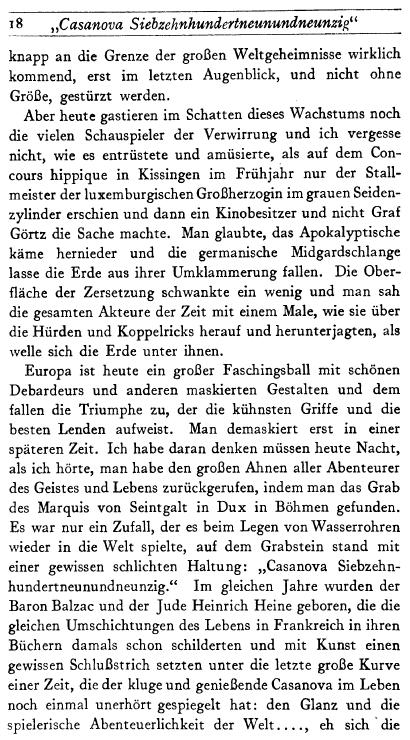 18 „Casanova Siebzehnhundertneunundneunzig“
knapp an die Grenze der großen Weltgeheimnisse wirklich
kommend, erst im letzten Augenblick, und nicht ohne
Größe, gestürzt werden.
Aber heute gastieren im Schatten dieses Wachstums noch
die vielen Schauspieler der Verwirrung und ich vergesse
nicht, wie es entrüstete und amüsierte, als auf dem Con-
cours hippique in Kissingen im Frühjahr nur der Stall-
meister der luxemburgischen Großherzogin im grauen Seiden-
zylinder erschien und dann ein Kinobesitzer und nicht Graf
Görtz die Sache machte. Man glaubte, das Apokalyptische
käme hernieder und die germanische Midgardschlange
lasse die Erde aus ihrer Umklammerung fallen. Die Ober-
fläche der Zersetzung schwankte ein wenig und man sah
die gesamten Akteure der Zeit mit einem Male, wie sie über
die Hürden und Koppelricks herauf und herunterjagten, als
welle sich die Erde unter ihnen.
Europa ist heute ein großer Faschingsball mit schönen
Debardeurs und anderen maskierten Gestalten und dem
fallen die Triumphe zu, der die kühnsten Griffe und die
besten Lenden aufweist. Man demaskiert erst in einer
späteren Zeit. Ich habe daran denken müssen heute Nacht,
als ich hörte, man habe den großen Ahnen aller Abenteurer
des Geistes und Lebens zurückgerufen, indem man das Grab
des Marquis von Seintgalt in Dux in Böhmen gefunden.
Es war nur ein Zufall, der es beim Legen von Wasserrohren
wieder in die Welt spielte, auf dem Grabstein stand mit
einer gewissen schlichten Haltung: „Casanova Siebzehn-
hundertneunundneunzig.“ Im gleichen Jahre wurden der
Baron Balzac und der Jude Heinrich Heine geboren, die die
gleichen Umschichtungen des Lebens in Frankreich in ihren
Büchern damals schon schilderten und mit Kunst einen
gewissen Schlußstrich setzten unter die letzte große Kurve
einer Zeit, die der kluge und genießende Casanova im Leben
noch einmal unerhört gespiegelt hat: den Glanz und die
spielerische Abenteuerlichkeit der Welt...., eh sich die